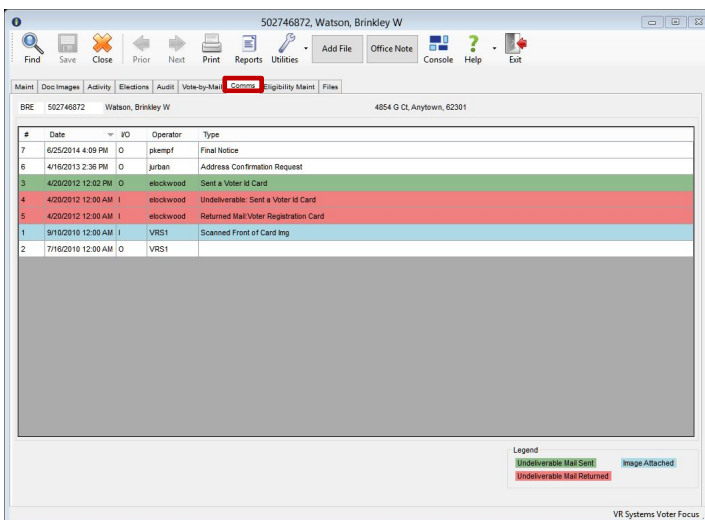 502746872, Watson, Brinkley W
Find Save Close Prior Next Print Reports Utilities Add File Office Note Console Help Exit
Maint Doc Images Activity Elections Audit Vote-by-Mail Comms Eligibility Maint Files
BRE 502746872 Watson, Brinkley W 4854 G Ct, Anytown, 62301
# Date I/O Operator Type
7 6/25/2014 4:09 PM O pkempf Final Notice
6 4/16/2013 2:36 PM O jurban Address Confirmation Request
3 4/20/2012 12:02 PM O elockwood Sent a Voter Id Card
4 4/20/2012 12:00 AM I elockwood Undeliverable: Sent a Voter Id Card
5 4/20/2012 12:00 AM I elockwood Returned Mail:Voter Registration Card
1 9/10/2010 12:00 AM I VRS1 Scanned Front of Card Img
2 7/16/2010 12:00 AM O VRS1
Legend
Undeliverable Mail Sent Image Attached
Undeliverable Mail Returned
VR Systems Voter Focus